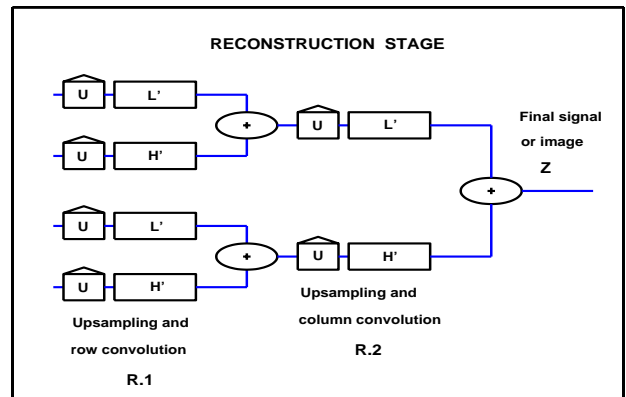 RECONSTRUCTION STAGE
U L'
+
U L'
Final signal
or image
Z
U H'
+
U L'
+
U H'
U H'
Upsampling and
row convolution
R.1
Upsampling and
column convolution
R.2